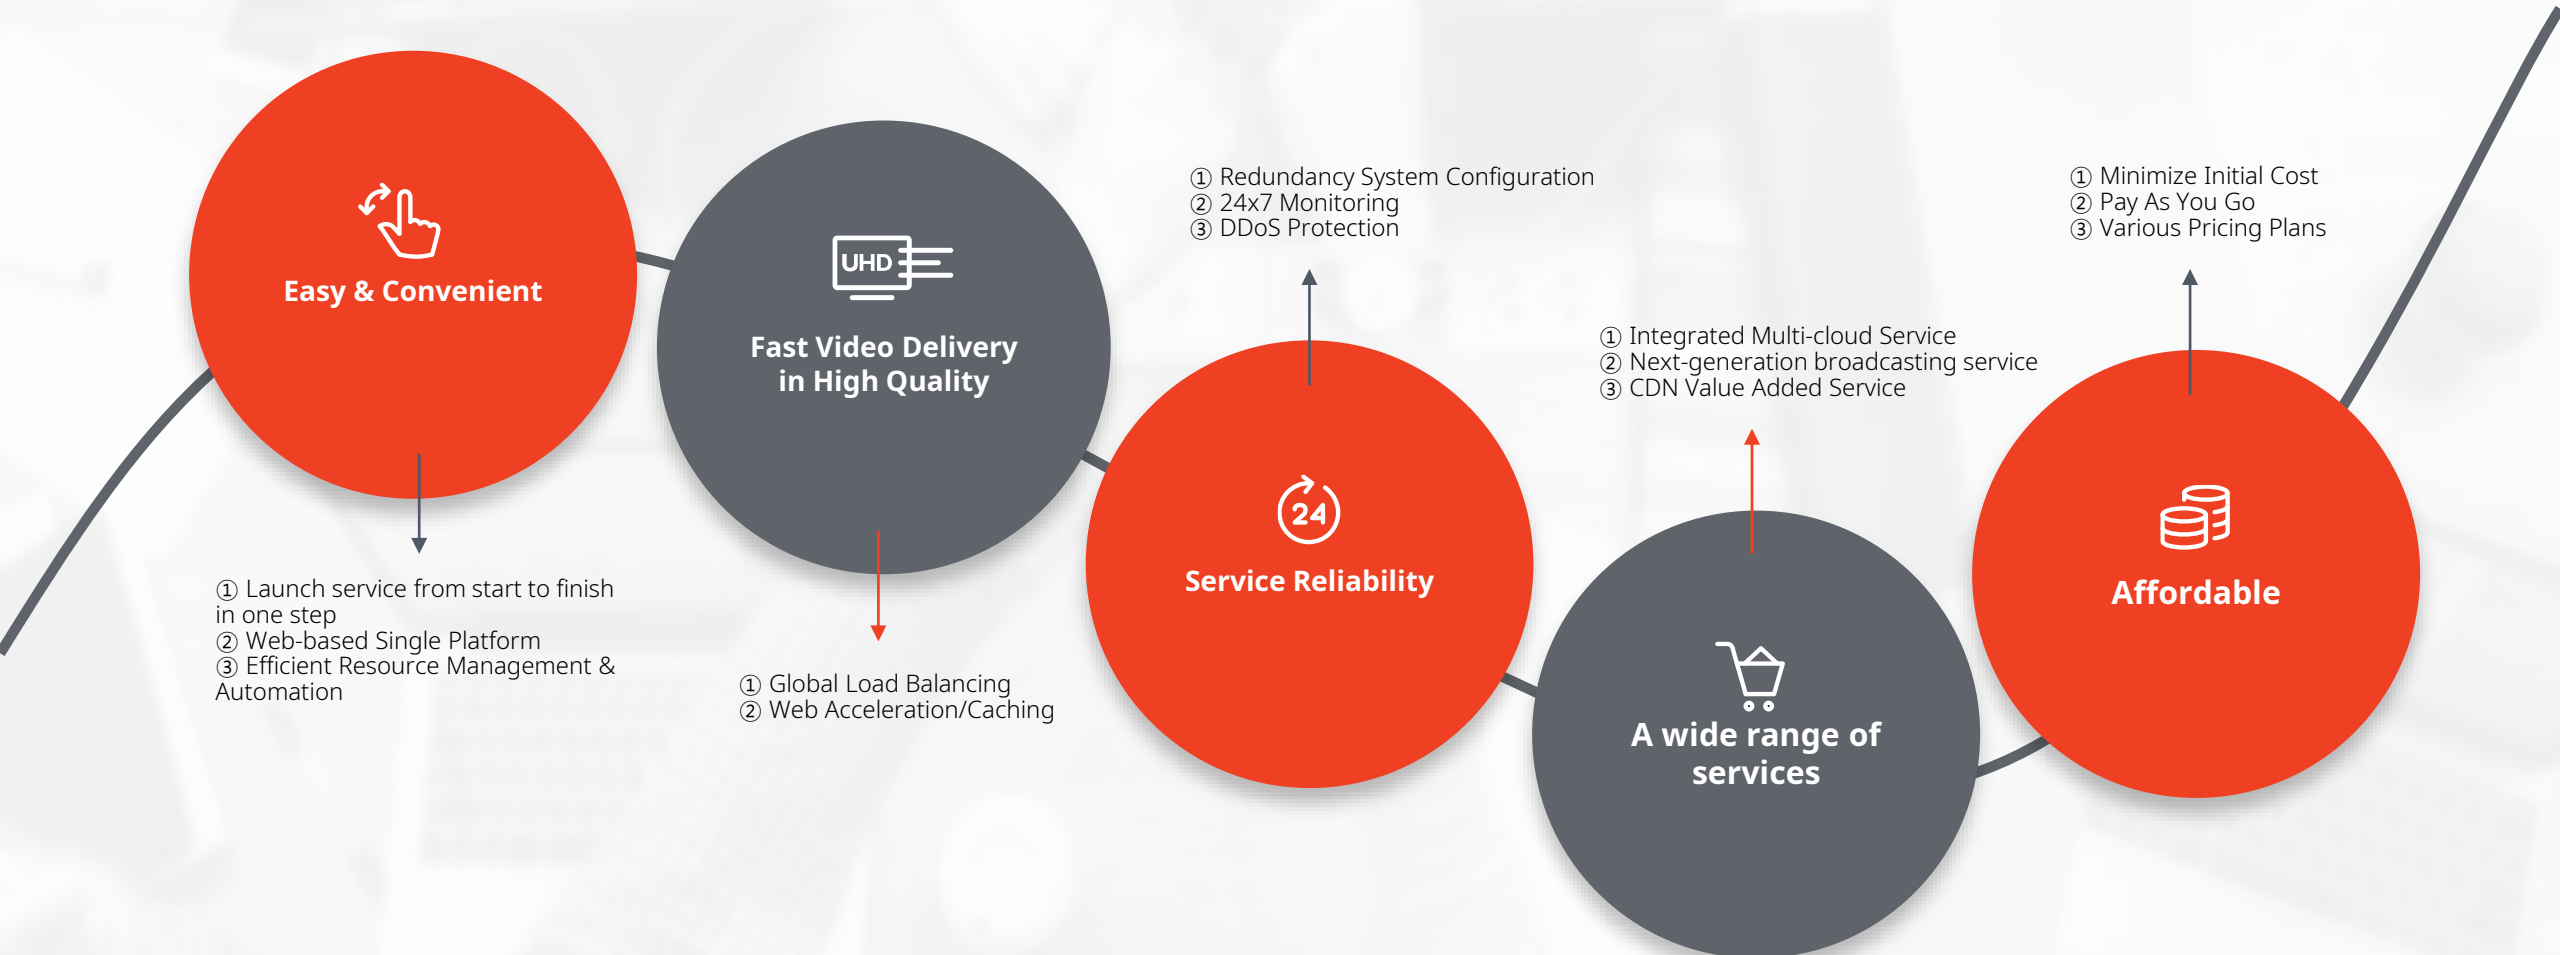 Easy & Convenient
① Launch service from start to finish
in one step
② Web-based Single Platform
③ Efficient Resource Management &
Automation
UHD
Fast Video Delivery
in High Quality
① Global Load Balancing
② Web Acceleration/Caching
① Redundancy System Configuration
② 24x7 Monitoring
③ DDoS Protection
24
Service Reliability
① Integrated Multi-cloud Service
② Next-generation broadcasting service
③ CDN Value Added Service
A wide range of
services
① Minimize Initial Cost
② Pay As You Go
③ Various Pricing Plans
Affordable